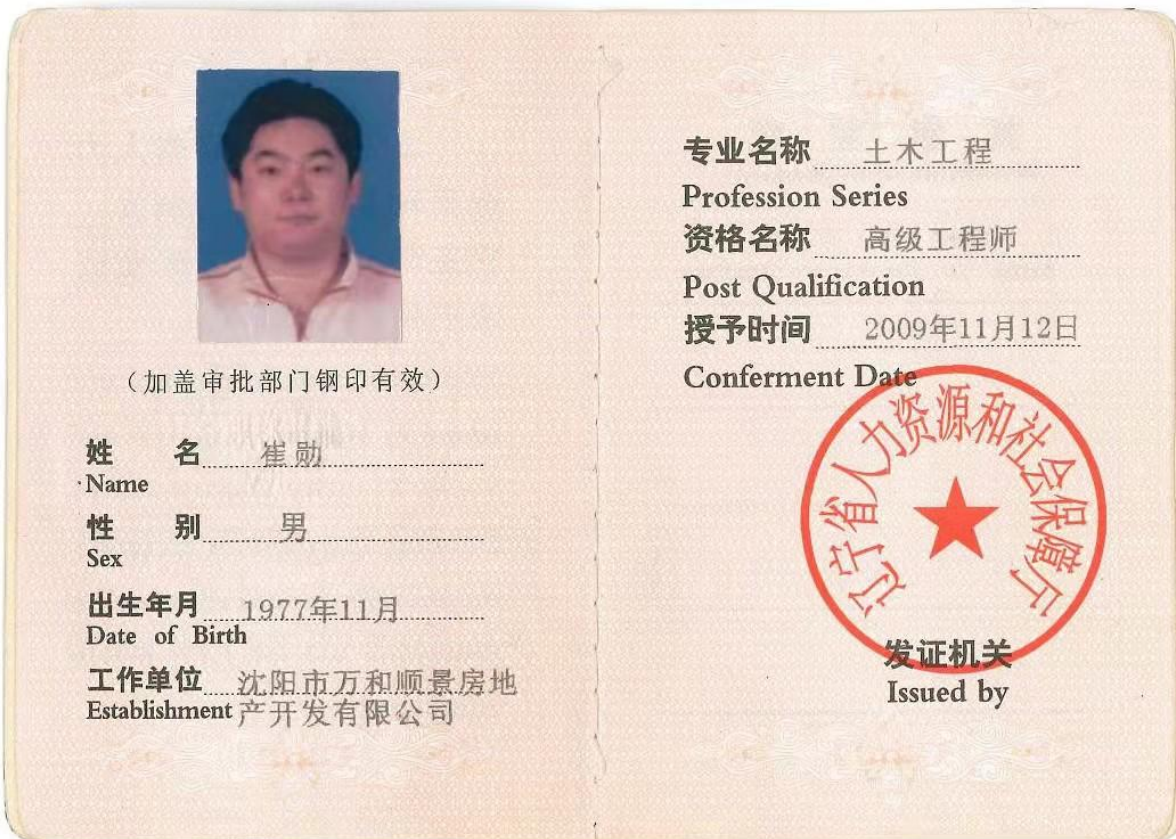 （加盖审批部门钢印有效）
姓 名 崔勋
Name
性 别 男
Sex
出生年月 1977年11月
Date of Birth
工作单位 沈阳市万和顺景房地
Establishment 产开发有限公司
专业名称 土木工程
Profession Series
资格名称 高级工程师
Post Qualification
授予时间 2009年11月12日
Conferment Date
辽宁省人力资源和社会保障厅
发证机关
Issued by